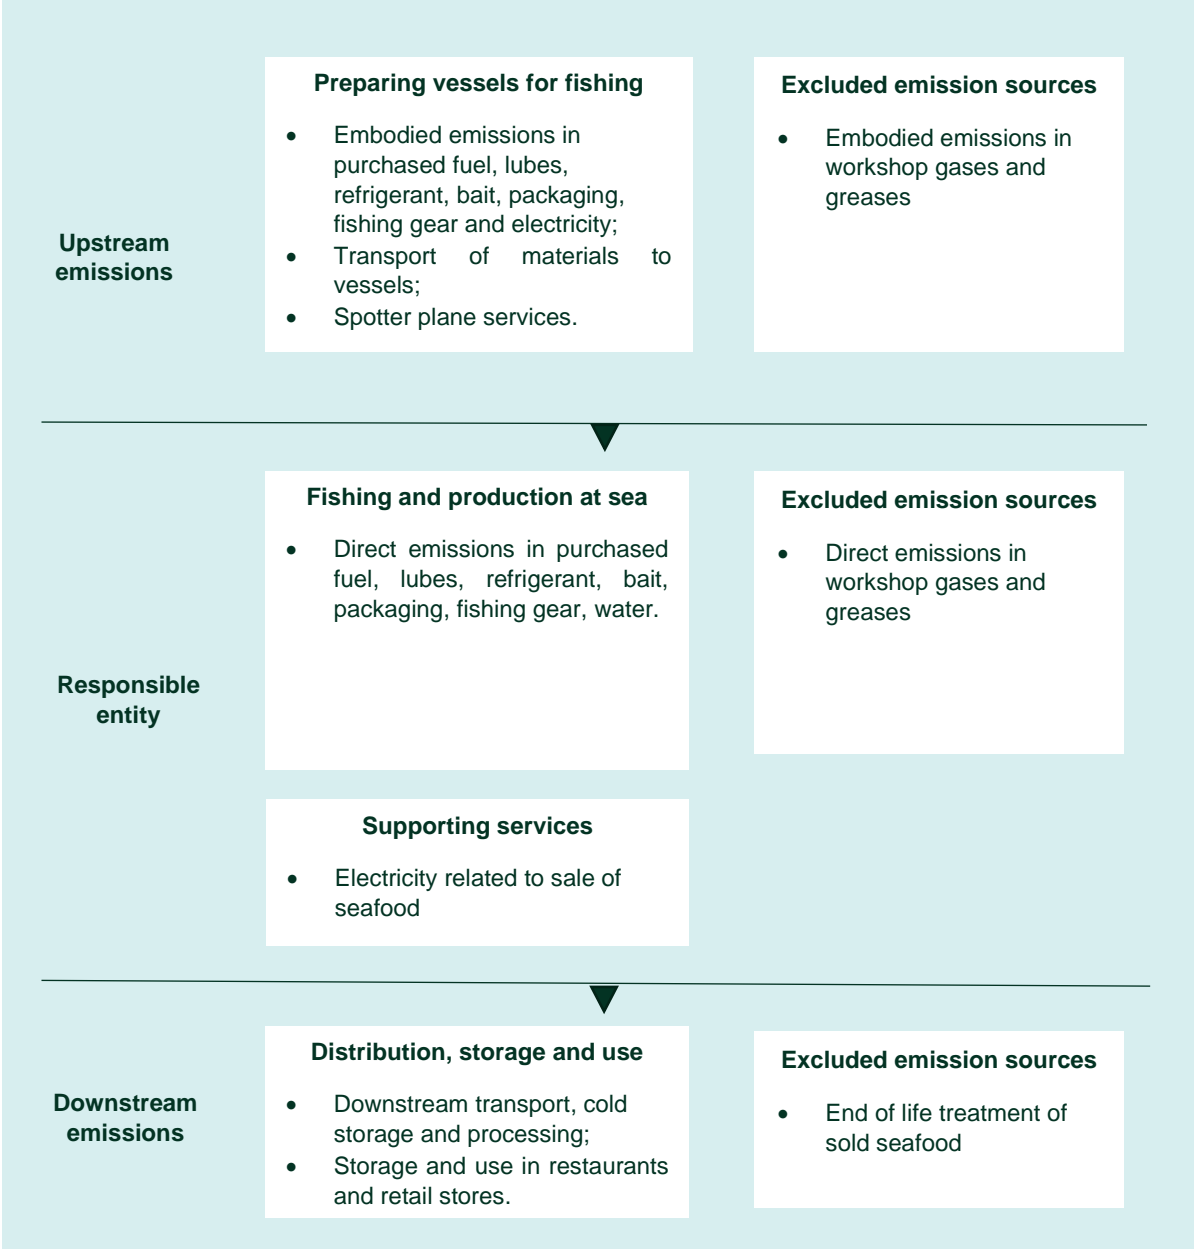 Preparing vessels for fishing
• Embodied emissions in
purchased fuel, lubes,
refrigerant, bait, packaging,
fishing gear and electricity;
• Transport of materials to
vessels;
• Spotter plane services.
Excluded emission sources
• Embodied emissions in
workshop gases and
greases
Upstream
emissions
Fishing and production at sea
• Direct emissions in purchased
fuel, lubes, refrigerant, bait,
packaging, fishing gear, water.
Excluded emission sources
• Direct emissions in
workshop gases and
greases
Responsible
entity
Supporting services
• Electricity related to sale of
seafood
Distribution, storage and use
• Downstream transport, cold
storage and processing;
• Storage and use in restaurants
and retail stores.
Excluded emission sources
• End of life treatment of
sold seafood
Downstream
emissions